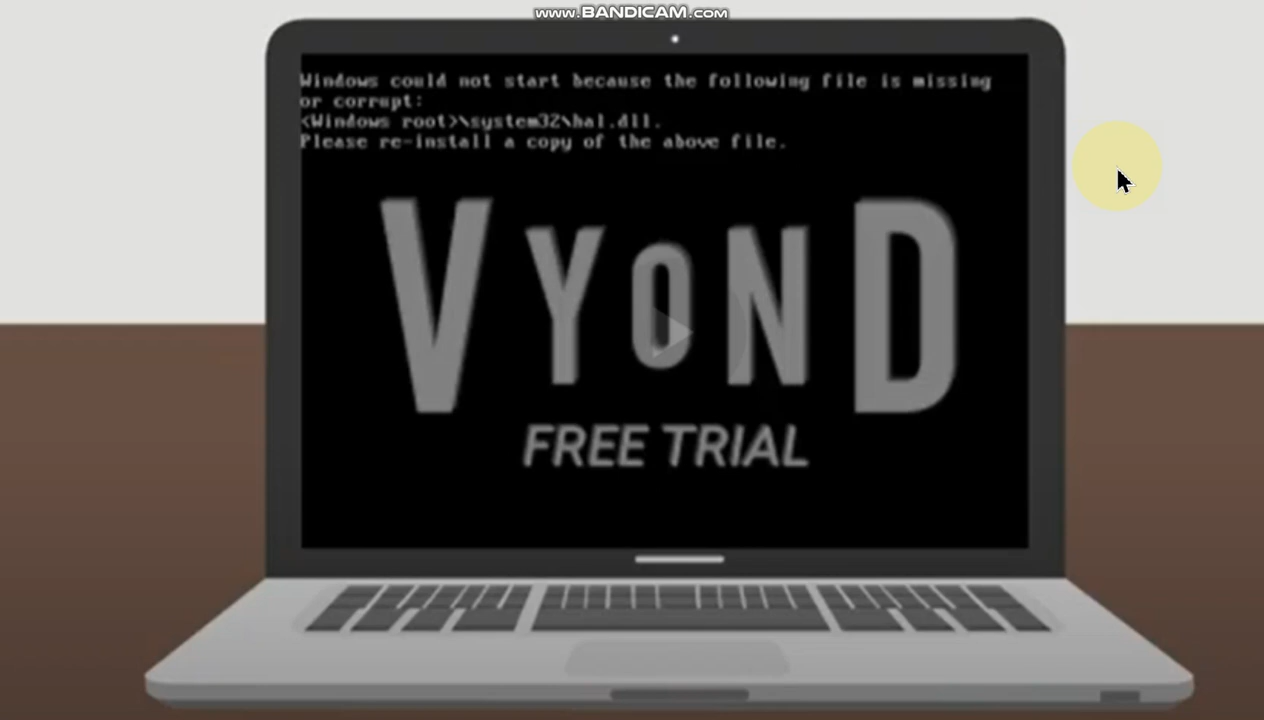 www.BANDICAM.com
Windows could not start because the following file is missing
or corrupt:
<Windows root>\system32\hal.dll.
Please re-install a copy of the above file.
VYOND
FREE TRIAL